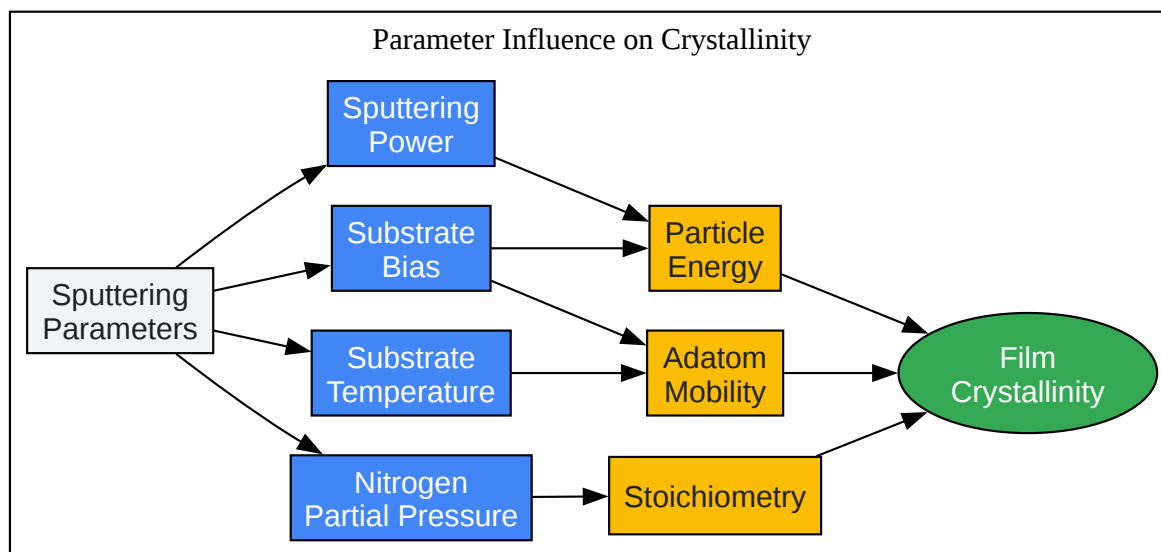 Parameter Influence on Crystallinity
Sputtering
Parameters
Sputtering
Power
Substrate
Bias
Substrate
Temperature
Nitrogen
Partial Pressure
Particle
Energy
Adatom
Mobility
Stoichiometry
Film
Crystallinity